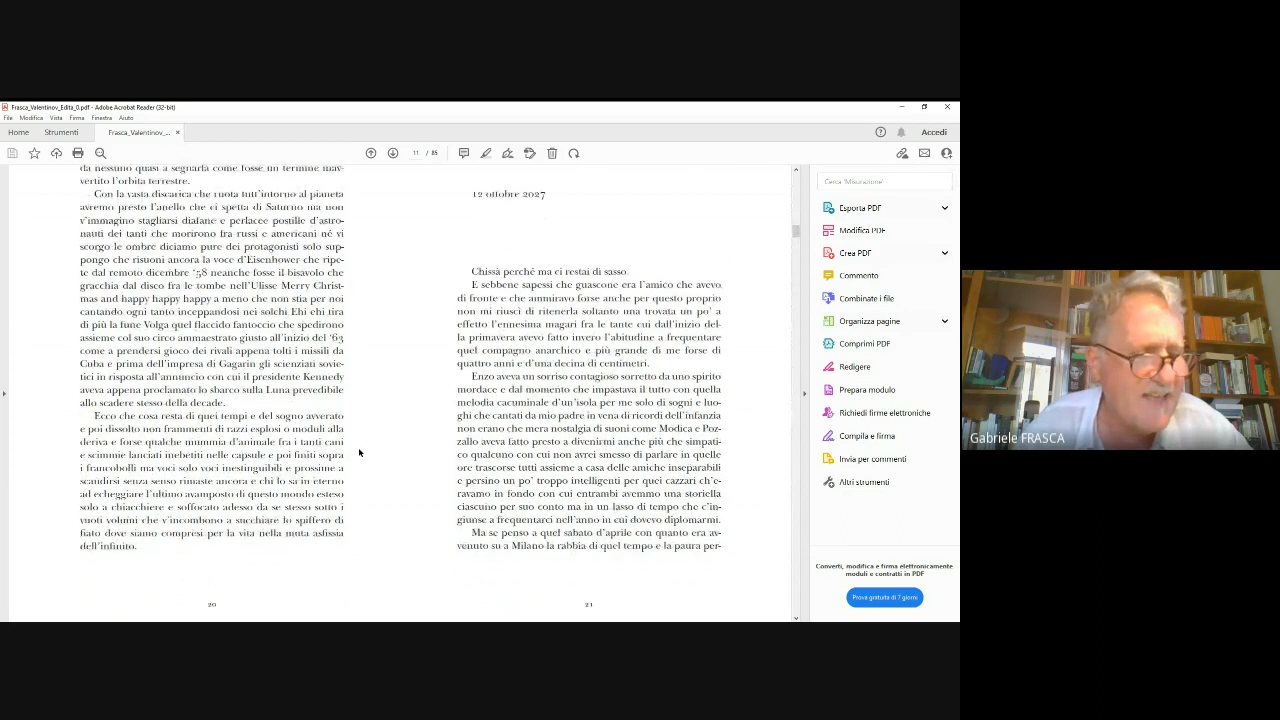 Frasca_Valentinov_Edita_0.pdf - Adobe Acrobat Reader (32-bit)
File Modifica Vista Firma Finestra Aiuto
Home Strumenti Frasca_Valentinov_... × Accedi
11 / 85
da nessuno quasi a segnarla come fosse un termine inav-
vertito l'orbita terrestre.
Con la vasta discarica che ruota tutt'intorno al pianeta
avremo presto l'anello che ci spetta di Saturno ma non
v'immagino stagliarsi diafane e perlacee postille d'astro-
nauti dei tanti che morirono fra russi e americani né vi
scorgo le ombre diciamo pure dei protagonisti solo sup-
pongo che risuoni ancora la voce d'Eisenhower che ripe-
te dal remoto dicembre '58 neanche fosse il bisavolo che
gracchia dal disco fra le tombe nell'Ulisse Merry Christ-
mas and happy happy happy a meno che non stia per noi
cantando ogni tanto inceppandosi nei solchi Ehi ehi tira
di più la fune Volga quel flaccido fantoccio che spedirono
assieme col suo circo ammaestrato giusto all'inizio del '63
come a prendersi gioco dei rivali appena tolti i missili da
Cuba e prima dell'impresa di Gagarin gli scienziati sovie-
tici in risposta all'annuncio con cui il presidente Kennedy
aveva appena proclamato lo sbarco sulla Luna prevedibile
allo scadere stesso della decade.
Ecco che cosa resta di quei tempi e del sogno avverato
e poi dissolto non frammenti di razzi esplosi o moduli alla
deriva e forse qualche mummia d'animale fra i tanti cani
e scimmie lanciati inebetiti nelle capsule e poi finiti sopra
i francobolli ma voci solo voci inestinguibili e prossime a
scandirsi senza senso rimaste ancora e chi lo sa in eterno
ad echeggiare l'ultimo avamposto di questo mondo esteso
solo a chiacchiere e soffocato adesso da se stesso sotto i
vuoti volumi che v'incombono a succhiare lo spiffero di
fiato dove siamo compresi per la vita nella muta asfissia
dell'infinito.
20
12 ottobre 2027
Chissà perché ma ci restai di sasso.
E sebbene sapessi che guascone era l'amico che avevo
di fronte e che ammiravo forse anche per questo proprio
non mi riuscì di ritenerla soltanto una trovata un po' a
effetto l'ennesima magari fra le tante cui dall'inizio del-
la primavera avevo fatto invero l'abitudine a frequentare
quel compagno anarchico e più grande di me forse di
quattro anni e d'una decina di centimetri.
Enzo aveva un sorriso contagioso sorretto da uno spirito
mordace e dal momento che impastava il tutto con quella
melodia cacuminale d'un'isola per me solo di sogni e luo-
ghi che cantati da mio padre in vena di ricordi dell'infanzia
non erano che mera nostalgia di suoni come Modica e Poz-
zallo aveva fatto presto a divenirmi anche più che simpati-
co qualcuno con cui non avrei smesso di parlare in quelle
ore trascorse tutti assieme a casa delle amiche inseparabili
e persino un po' troppo intelligenti per quei cazzari ch'e-
ravamo in fondo con cui entrambi avemmo una storiella
ciascuno per suo conto ma in un lasso di tempo che c'in-
giunse a frequentarci nell'anno in cui dovevo diplomarmi.
Ma se penso a quel sabato d'aprile con quanto era av-
venuto su a Milano la rabbia di quel tempo e la paura per-
21
Cerca 'Misurazione'
Esporta PDF
Modifica PDF
Crea PDF
Commento
Combinate i file
Organizza pagine
Comprimi PDF
Redigere
Prepara modulo
Richiedi firme elettroniche
Compila e firma
Invia per commenti
Altri strumenti
Converti, modifica e firma elettronicamente
moduli e contratti in PDF
Prova gratuita di 7 giorni
Gabriele FRASCA